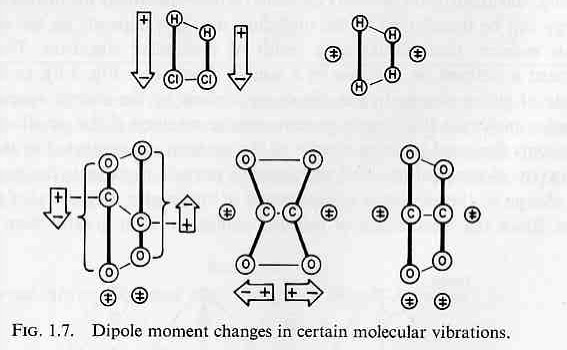 + H H + H H
± H ±
− Cl Cl − H
O O O O O O
+ C − ± C C ± ± C C ±
− C +
O O O O O O
± ± − + + − ± ±
FIG. 1.7. Dipole moment changes in certain molecular vibrations.